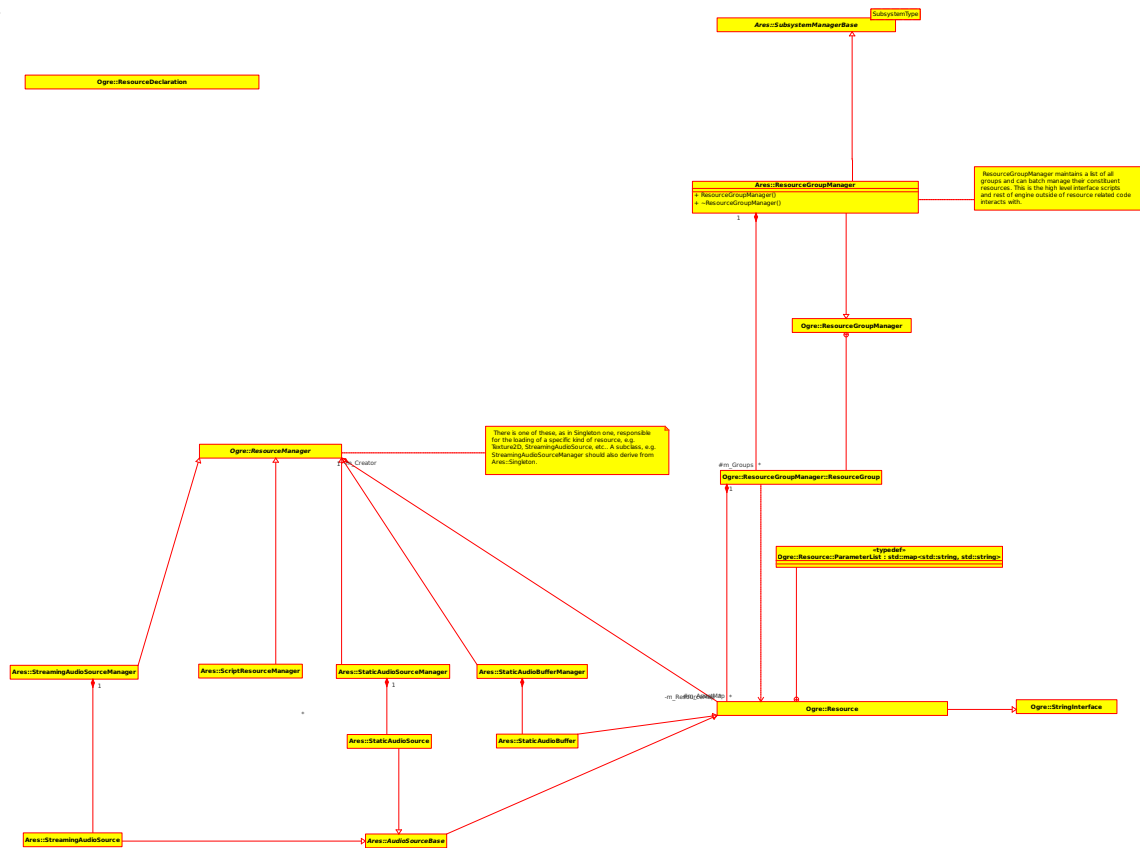 SubsystemType
Ares::SubsystemManagerBase
Ogre::ResourceDeclaration
Ares::ResourceGroupManager
+ ResourceGroupManager()
+ ~ResourceGroupManager()
ResourceGroupManager maintains a list of all
groups and can batch manage their constituent
resources. This is the high level interface scripts
and rest of engine outside of resource related code
interacts with.
1
Ogre::ResourceGroupManager
There is one of these, as in Singleton one, responsible
for the loading of a specific kind of resource, e.g.
Texture2D, StreamingAudioSource, etc.. A subclass, e.g.
StreamingAudioSourceManager should also derive from
Ares::Singleton.
Ogre::ResourceManager
#m_Groups *
Ogre::ResourceGroupManager::ResourceGroup
1
«typedef»
Ogre::Resource::ParameterList : std::map<std::string, std::string>
Ares::StreamingAudioSourceManager
Ares::ScriptResourceManager
Ares::StaticAudioSourceManager
Ares::StaticAudioBufferManager
1
1
*
*
Ogre::Resource
Ogre::StringInterface
Ares::StaticAudioSource
Ares::StaticAudioBuffer
Ares::StreamingAudioSource
Ares::AudioSourceBase